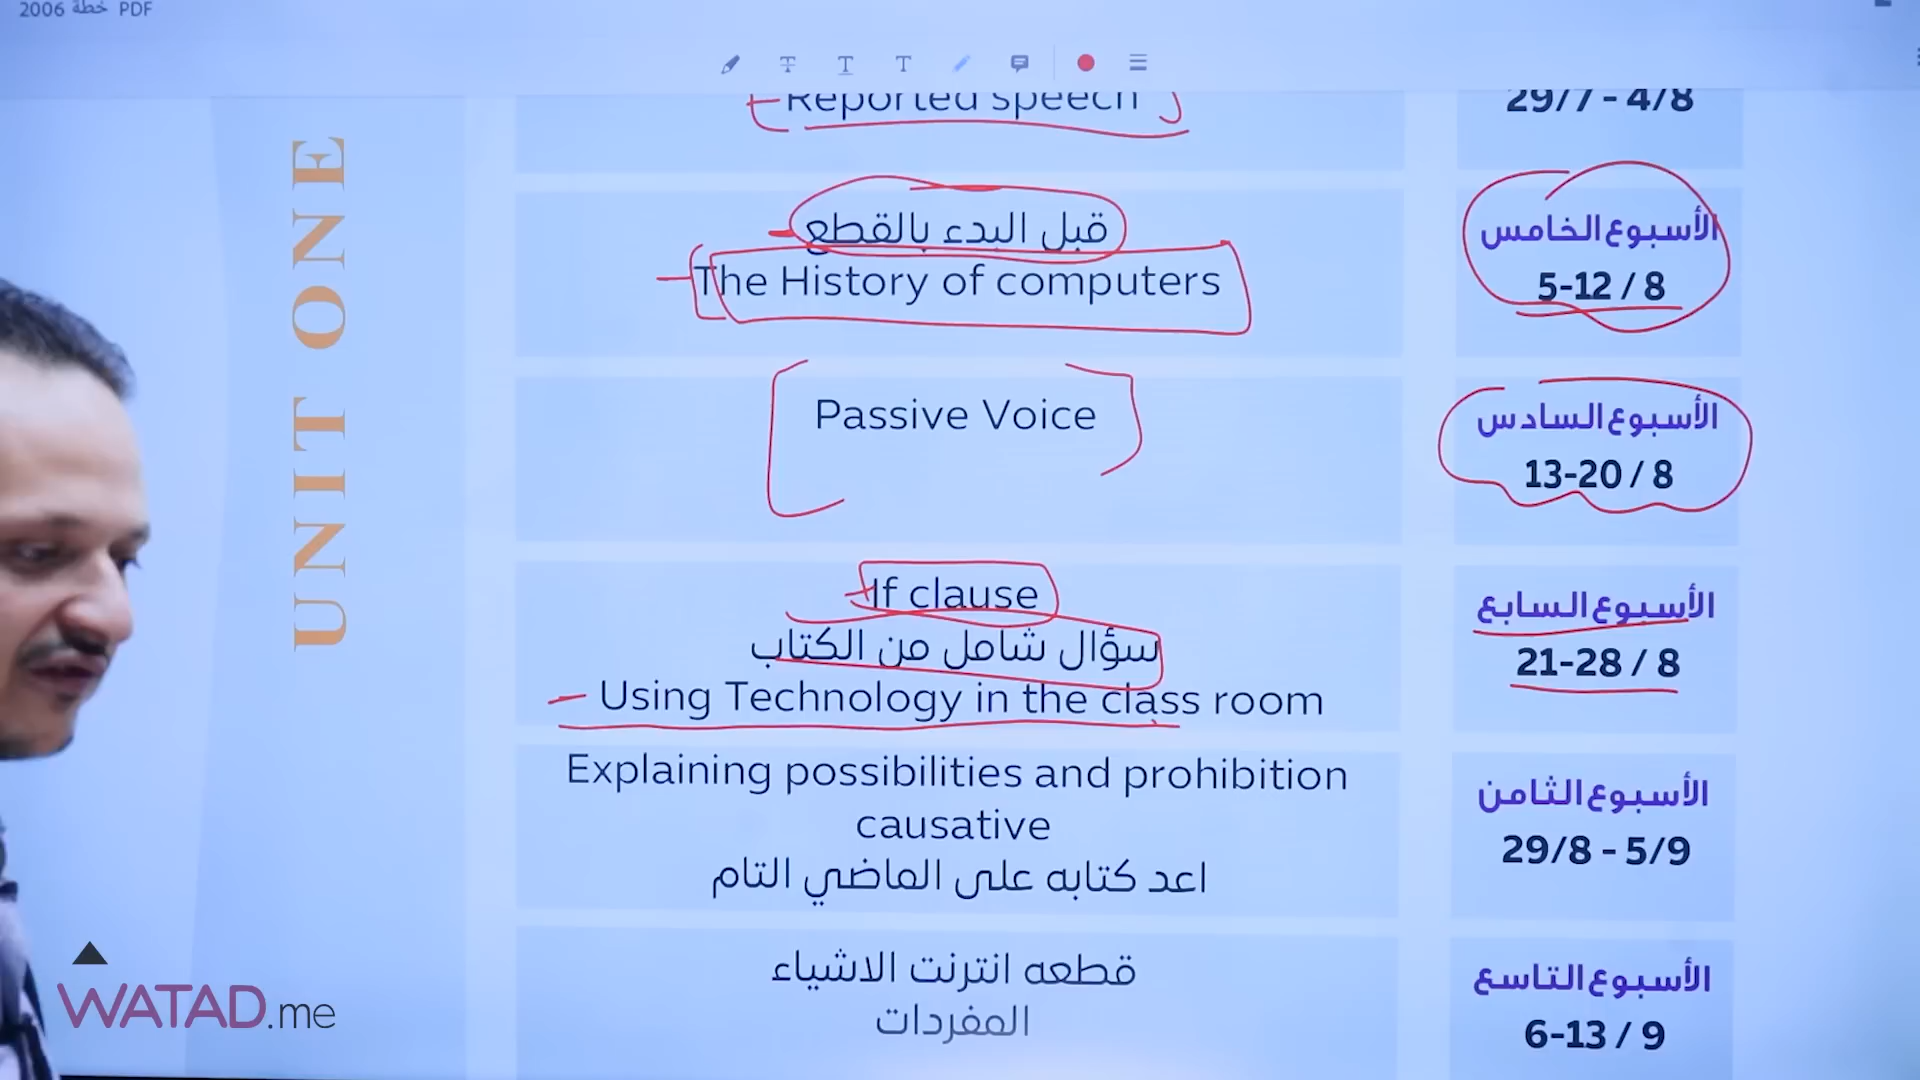 خطة 2006 PDF
Reported speech
29/7 - 4/8
UNIT ONE
قبل البدء بالقطع
The History of computers
الأسبوع الخامس
5-12 / 8
Passive Voice
الأسبوع السادس
13-20 / 8
If clause
سؤال شامل من الكتاب
Using Technology in the class room
الأسبوع السابع
21-28 / 8
Explaining possibilities and prohibition
causative
اعد كتابه على الماضي التام
الأسبوع الثامن
29/8 - 5/9
قطعه انترنت الاشياء
المفردات
الأسبوع التاسع
6-13 / 9
WATAD.me